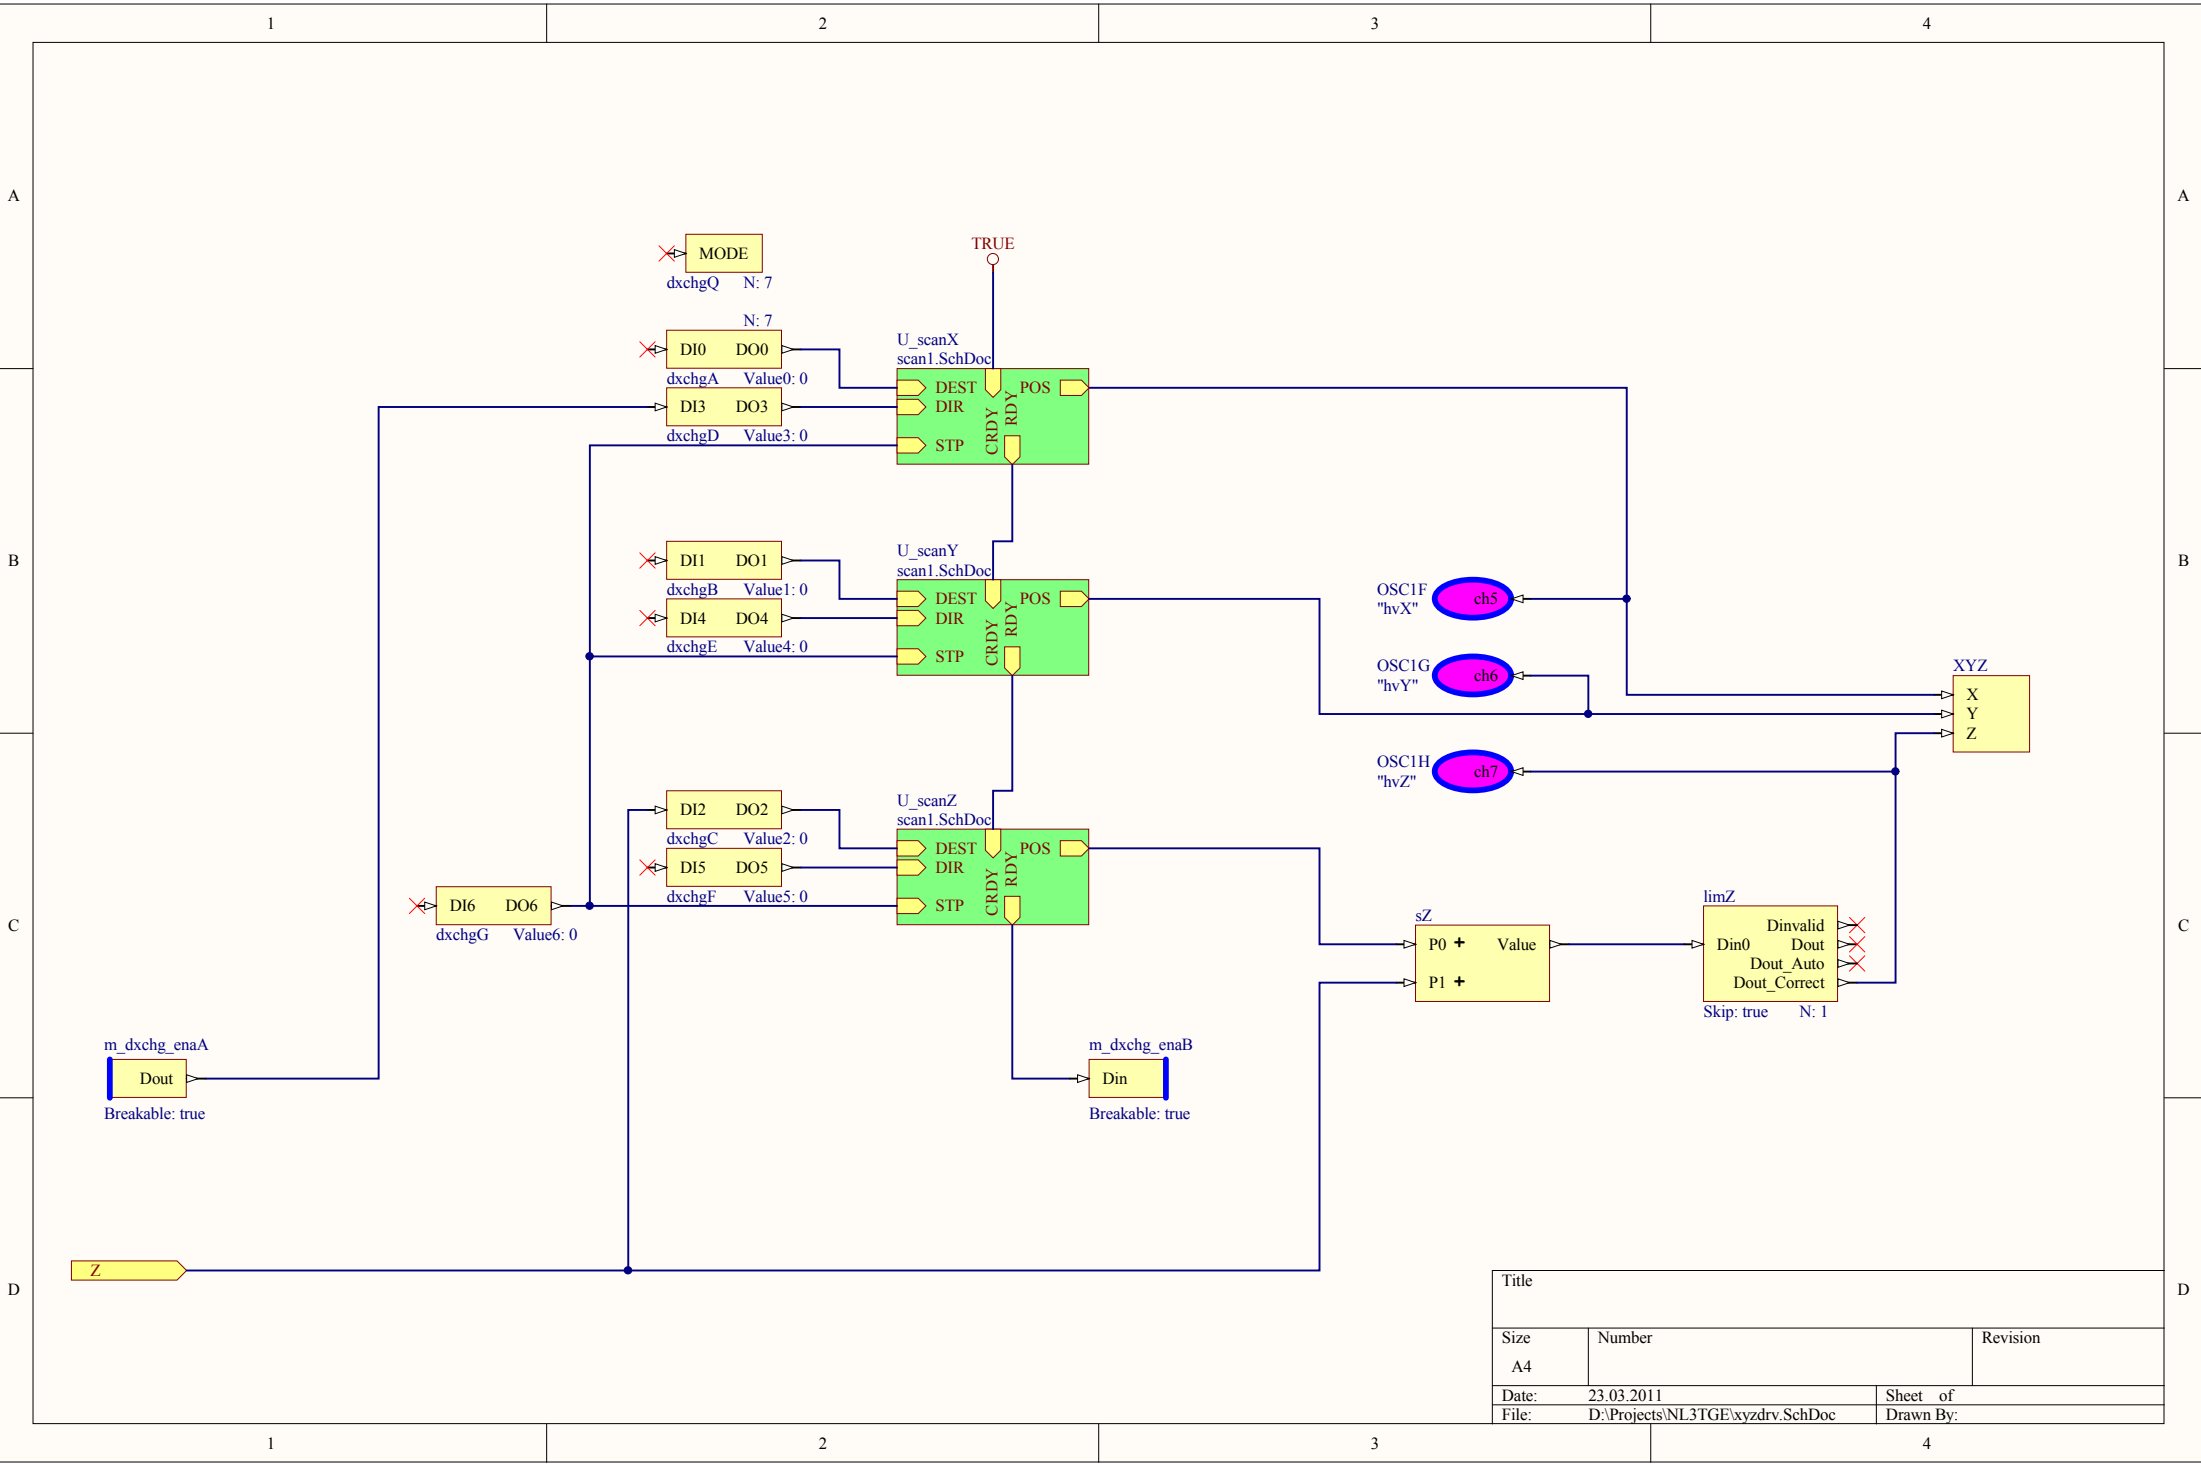 1 2 3 4
A A
MODE
dxchgQ N: 7
TRUE
N: 7
DI0 DO0
dxchgA Value0: 0
U_scanX
scan1.SchDoc
DEST POS
DIR
STP
CRDY
RDY
DI3 DO3
dxchgD Value3: 0
B B
DI1 DO1
dxchgB Value1: 0
U_scanY
scan1.SchDoc
DEST POS
DIR
STP
CRDY
RDY
DI4 DO4
dxchgE Value4: 0
OSC1F
"hvX"
ch5
OSC1G
"hvY"
ch6
XYZ
X
Y
Z
OSC1H
"hvZ"
ch7
DI2 DO2
dxchgC Value2: 0
U_scanZ
scan1.SchDoc
DEST POS
DIR
STP
CRDY
RDY
DI5 DO5
dxchgF Value5: 0
C C
DI6 DO6
dxchgG Value6: 0
sZ
P0 + Value
P1 +
limZ
Dinvalid
Din0 Dout
Dout_Auto
Dout_Correct
Skip: true N: 1
m_dxchg_enaA
Dout
Breakable: true
m_dxchg_enaB
Din
Breakable: true
Z
D D
Title
Size Number Revision
A4
Date: 23.03.2011 Sheet of
File: D:\Projects\NL3TGE\xyzdrv.SchDoc Drawn By:
1 2 3 4